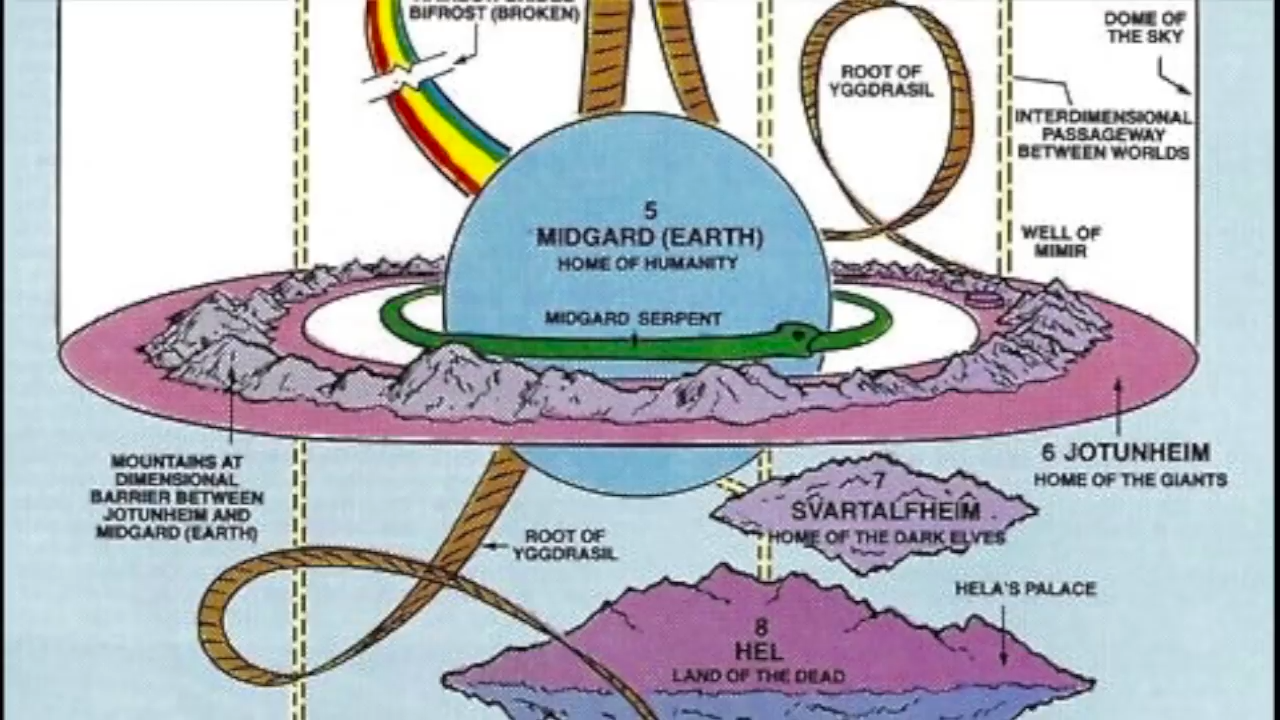 BIFROST (BROKEN)
DOME OF
THE SKY
ROOT OF
YGGDRASIL
INTERDIMENSIONAL
PASSAGEWAY
BETWEEN WORLDS
5
MIDGARD (EARTH)
HOME OF HUMANITY
WELL OF
MIMIR
MIDGARD SERPENT
MOUNTAINS AT
DIMENSIONAL
BARRIER BETWEEN
JOTUNHEIM AND
MIDGARD (EARTH)
6 JOTUNHEIM
HOME OF THE GIANTS
7
SVARTALFHEIM
HOME OF THE DARK ELVES
ROOT OF
YGGDRASIL
HELA'S PALACE
8
HEL
LAND OF THE DEAD